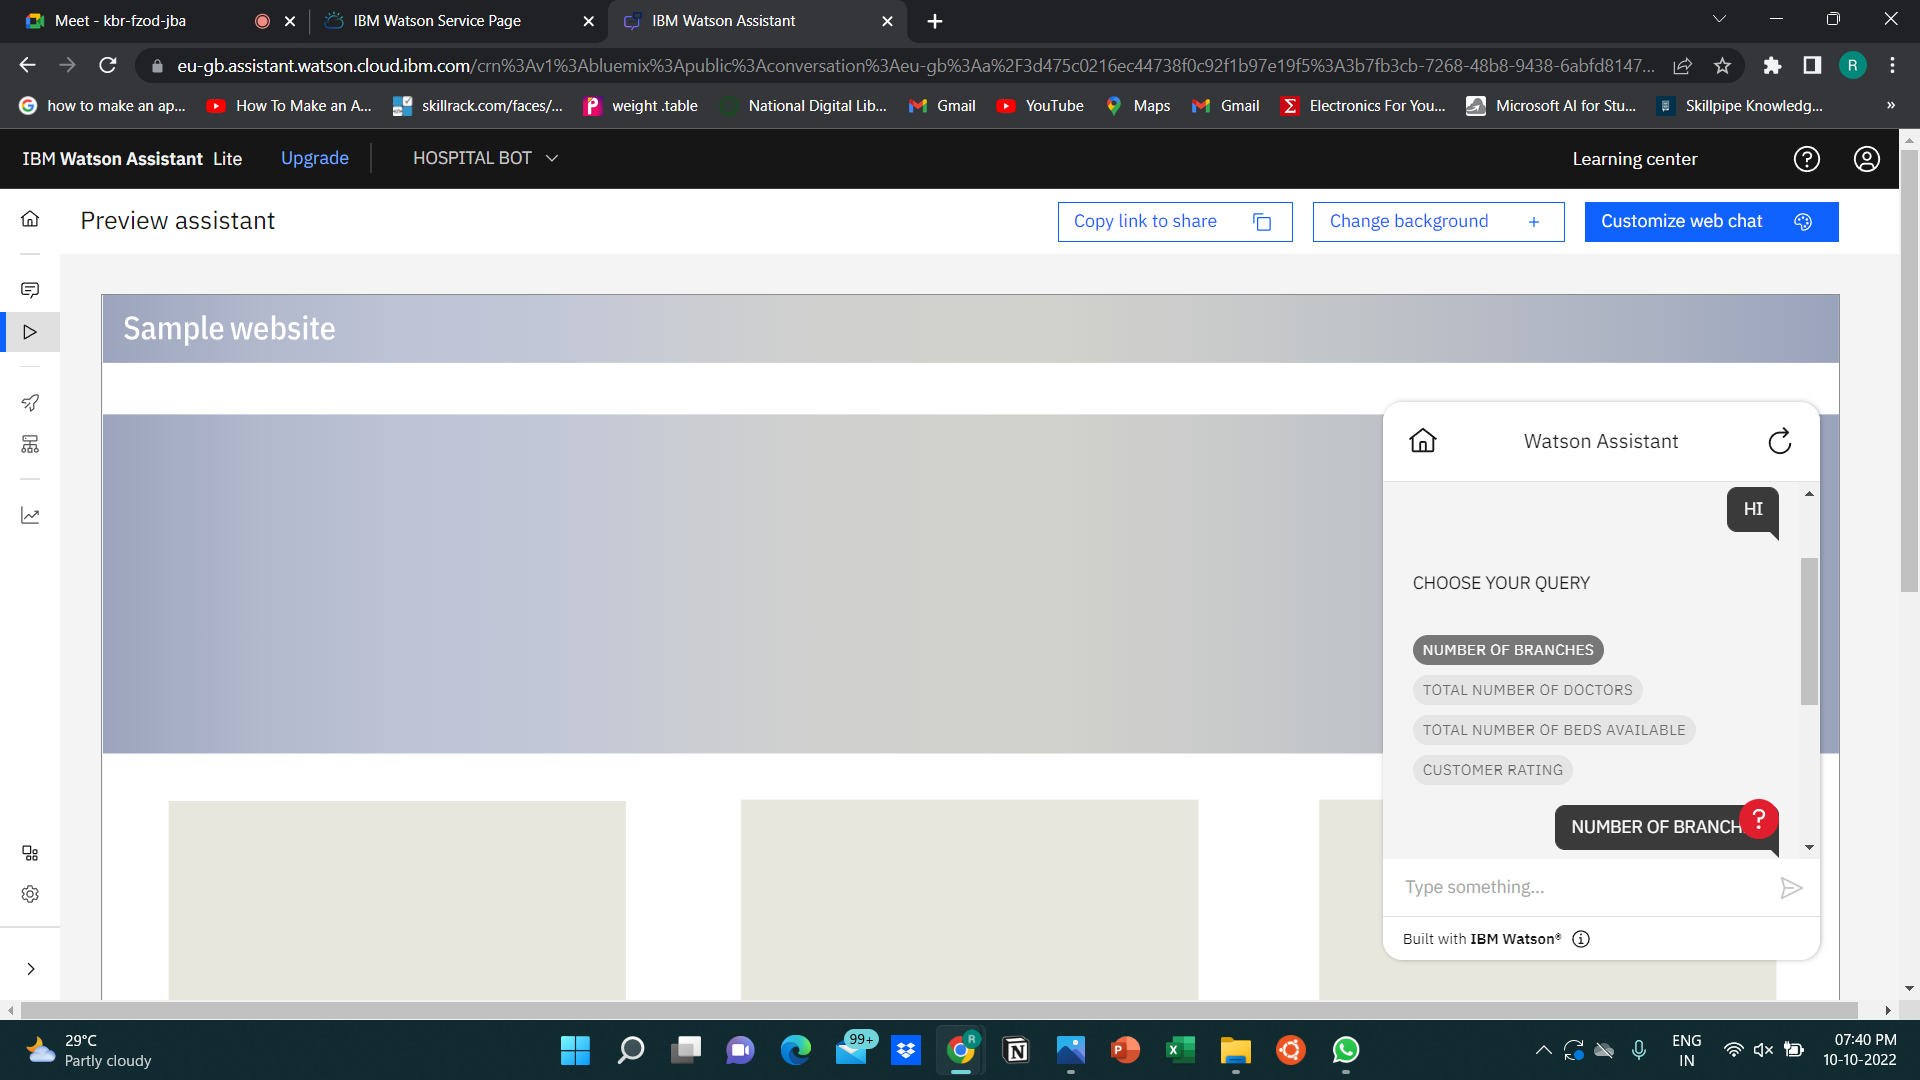 Meet - kbr-fzod-jba
IBM Watson Service Page
IBM Watson Assistant
eu-gb.assistant.watson.cloud.ibm.com/crn%3Av1%3Abluemix%3Apublic%3Aconversation%3Aeu-gb%3Aa%2F3d475c0216ec44738f0c92f1b97e19f5%3A3b7fb3cb-7268-48b8-9438-6abfd8147...
R
how to make an ap...
How To Make an A...
skillrack.com/faces/...
weight .table
National Digital Lib...
Gmail
YouTube
Maps
Gmail
Electronics For You...
Microsoft AI for Stu...
Skillpipe Knowledg...
»
IBM Watson Assistant Lite
Upgrade
HOSPITAL BOT
Learning center
Preview assistant
Copy link to share
Change background +
Customize web chat
Sample website
Watson Assistant
HI
CHOOSE YOUR QUERY
NUMBER OF BRANCHES
TOTAL NUMBER OF DOCTORS
TOTAL NUMBER OF BEDS AVAILABLE
CUSTOMER RATING
NUMBER OF BRANCH
?
Type something...
Built with IBM Watson®
29°C
Partly cloudy
99+
R
ENG
IN
07:40 PM
10-10-2022